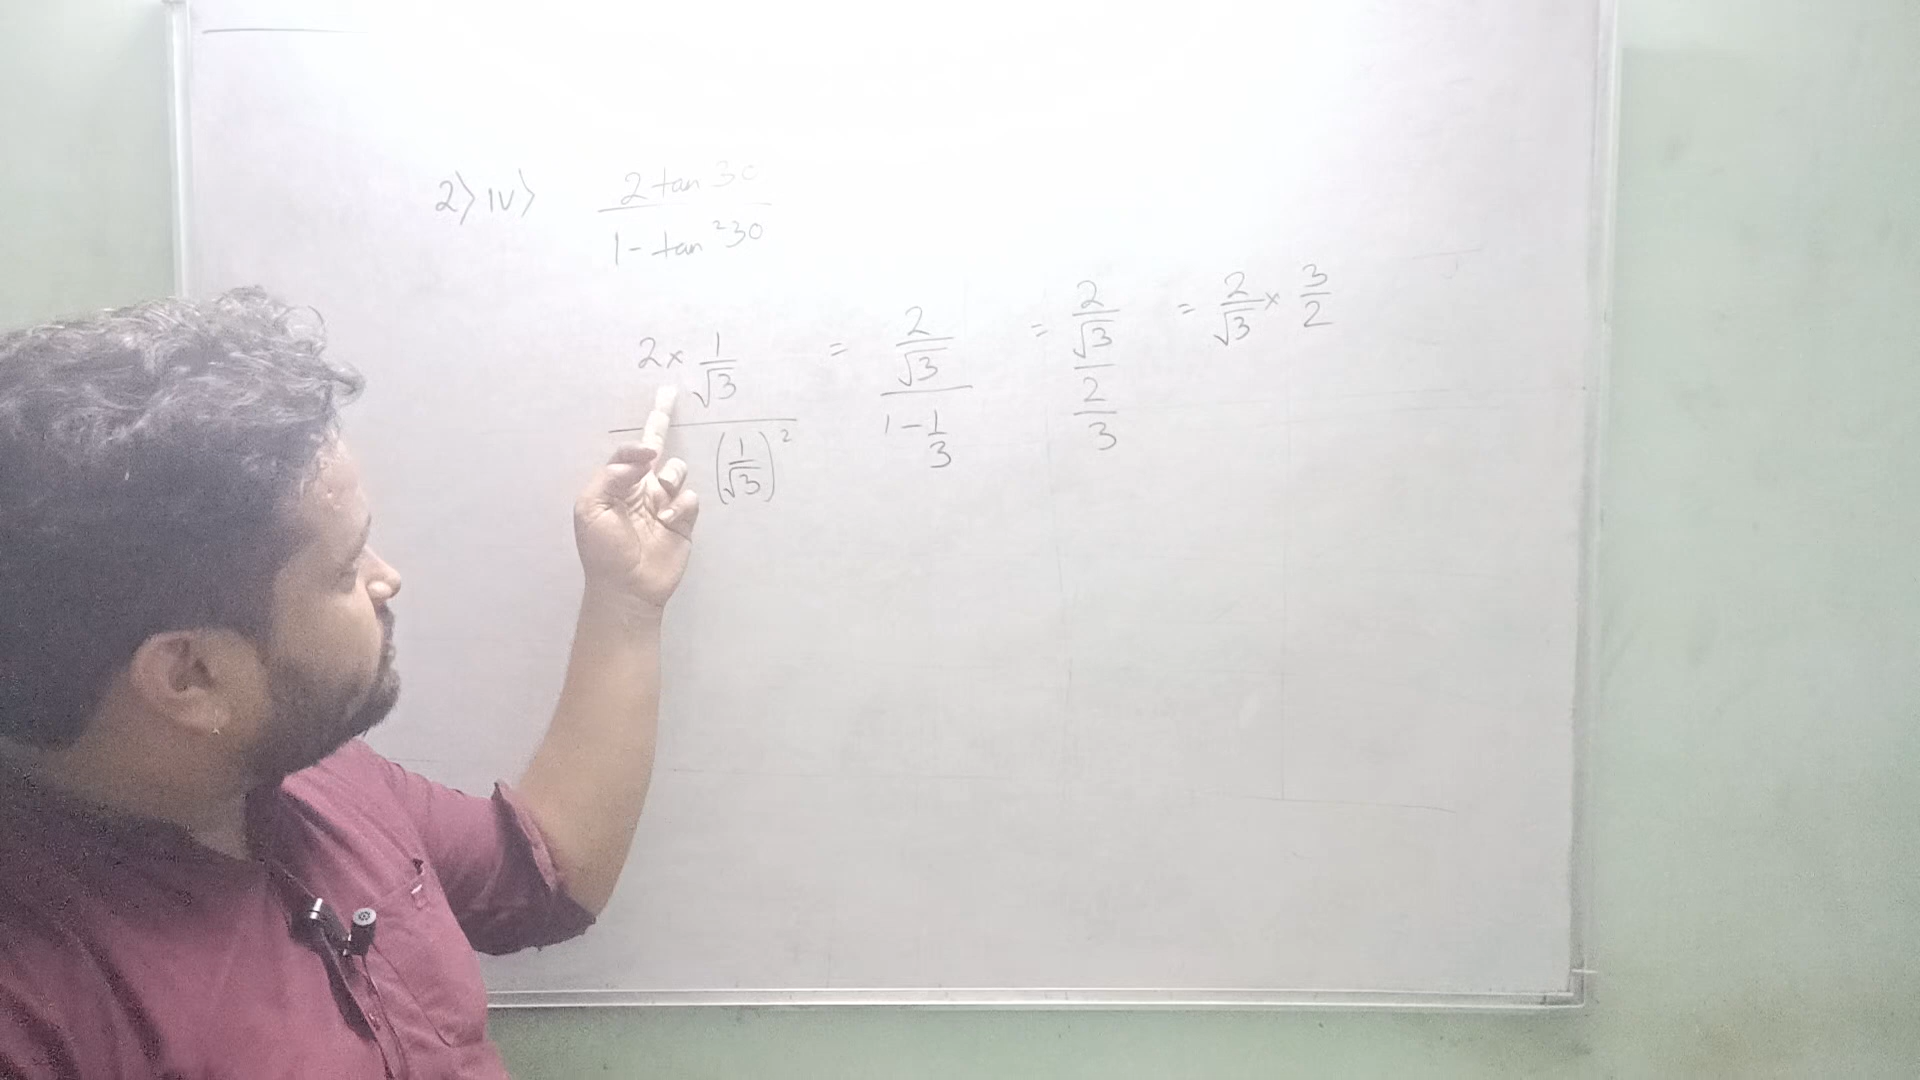 2) iv) 2 tan 30 / 1 - tan²30
2 × 1/√3 / (1/√3)² = 2/√3 / 1 - 1/3 = 2/√3 / 2/3 = 2/√3 × 3/2